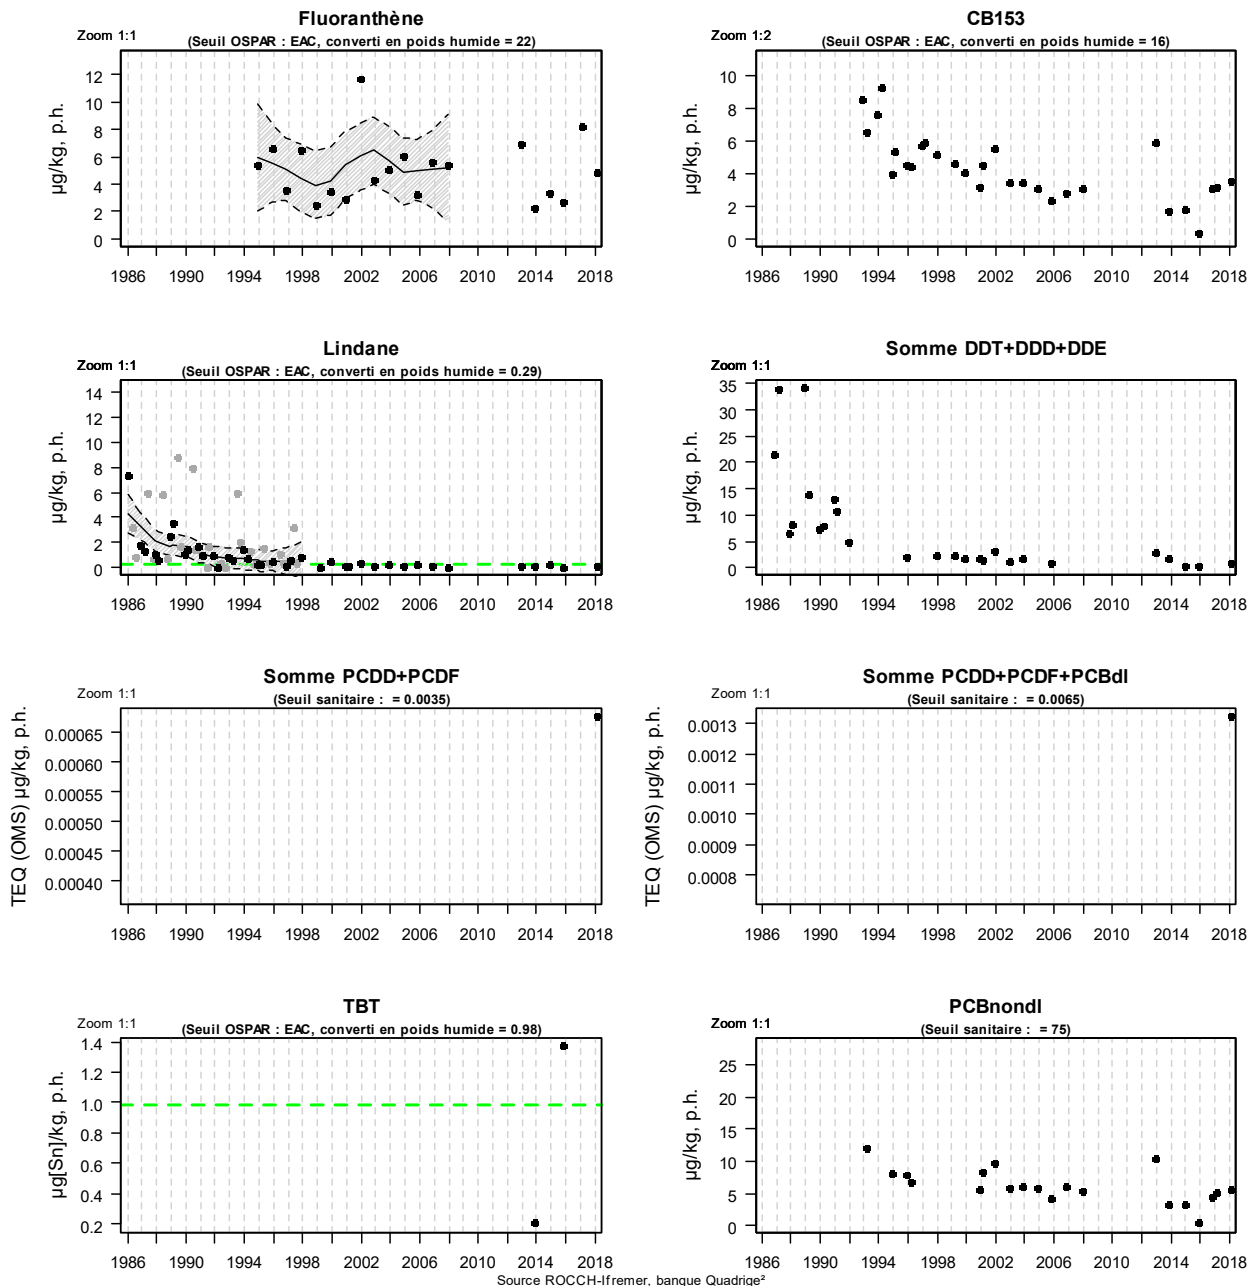 Fluoranthène
Zoom 1:1
(Seuil OSPAR : EAC, converti en poids humide = 22)
µg/kg, p.h.
12
10
8
6
4
2
0
1986 1990 1994 1998 2002 2006 2010 2014 2018
CB153
Zoom 1:2
(Seuil OSPAR : EAC, converti en poids humide = 16)
µg/kg, p.h.
10
8
6
4
2
0
1986 1990 1994 1998 2002 2006 2010 2014 2018
Lindane
Zoom 1:1
(Seuil OSPAR : EAC, converti en poids humide = 0.29)
µg/kg, p.h.
14
12
10
8
6
4
2
0
1986 1990 1994 1998 2002 2006 2010 2014 2018
Somme DDT+DDD+DDE
Zoom 1:1
µg/kg, p.h.
35
30
25
20
15
10
5
0
1986 1990 1994 1998 2002 2006 2010 2014 2018
Somme PCDD+PCDF
Zoom 1:1
(Seuil sanitaire : = 0.0035)
TEQ (OMS) µg/kg, p.h.
0.00065
0.00060
0.00055
0.00050
0.00045
0.00040
1986 1990 1994 1998 2002 2006 2010 2014 2018
Somme PCDD+PCDF+PCBdl
Zoom 1:1
(Seuil sanitaire : = 0.0065)
TEQ (OMS) µg/kg, p.h.
0.0013
0.0012
0.0011
0.0010
0.0009
0.0008
1986 1990 1994 1998 2002 2006 2010 2014 2018
TBT
Zoom 1:1
(Seuil OSPAR : EAC, converti en poids humide = 0.98)
µg[Sn]/kg, p.h.
1.4
1.2
1.0
0.8
0.6
0.4
0.2
1986 1990 1994 1998 2002 2006 2010 2014 2018
PCBnondl
Zoom 1:1
(Seuil sanitaire : = 75)
µg/kg, p.h.
25
20
15
10
5
0
1986 1990 1994 1998 2002 2006 2010 2014 2018
Source ROCCH-Ifremer, banque Quadrige²